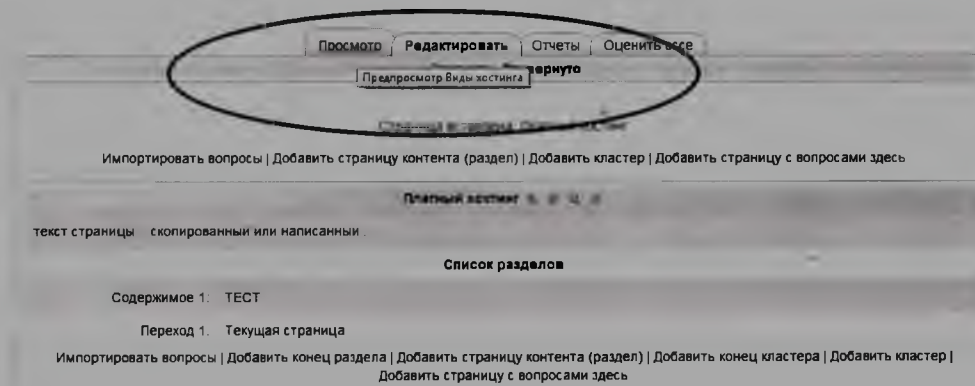 Просмотр Редактировать Отчеты Оценить эссе
Предпросмотр Виды хостинга
Импортировать вопросы | Добавить страницу контента (раздел) | Добавить кластер | Добавить страницу с вопросами здесь
Платный хостинг
текст страницы скопированный или написанный .
Список разделов
Содержимое 1: ТЕСТ
Переход 1. Текущая страница
Импортировать вопросы | Добавить конец раздела | Добавить страницу контента (раздел) | Добавить конец кластера | Добавить кластер |
Добавить страницу с вопросами здесь